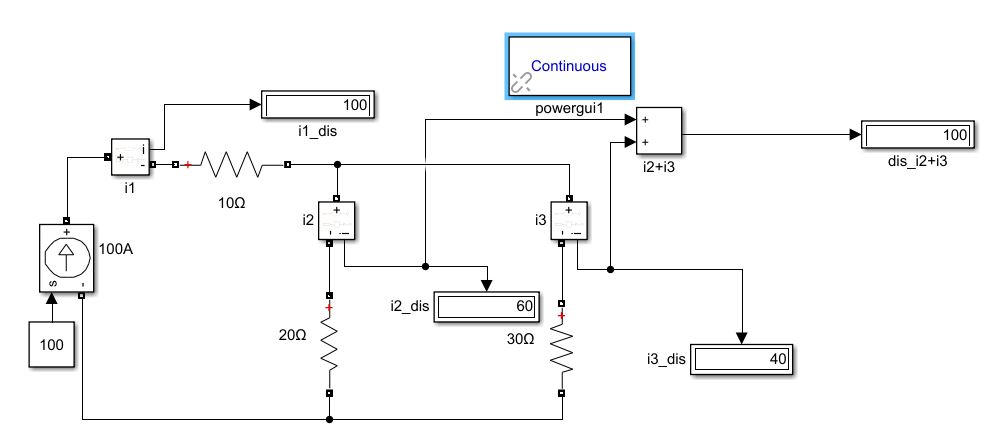 Continuous
powergui1
100
i1_dis
+
i
-
i1
+
+
i2+i3
100
dis_i2+i3
10Ω
i2
+
-
i
i3
+
-
i
+
s
-
100A
100
i2_dis
60
20Ω
30Ω
i3_dis
40